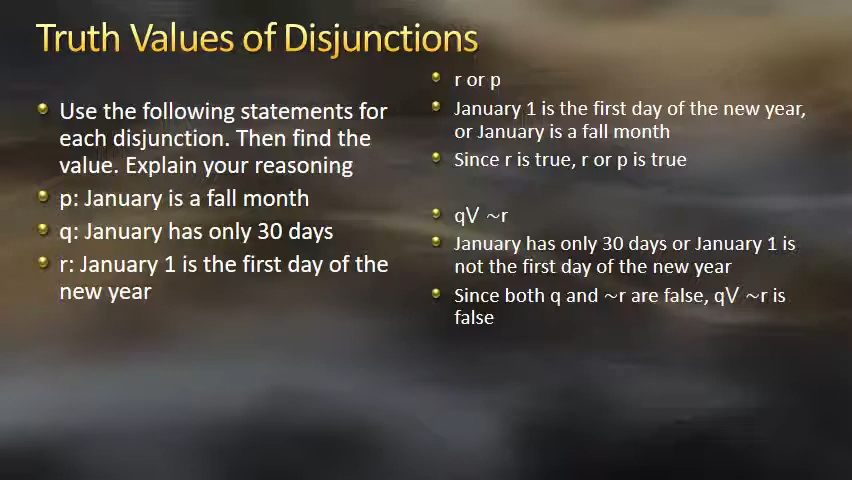 Truth Values of Disjunctions
Use the following statements for
each disjunction. Then find the
value. Explain your reasoning
p: January is a fall month
q: January has only 30 days
r: January 1 is the first day of the
new year
r or p
January 1 is the first day of the new year,
or January is a fall month
Since r is true, r or p is true
qV ~r
January has only 30 days or January 1 is
not the first day of the new year
Since both q and ~r are false, qV ~r is
false